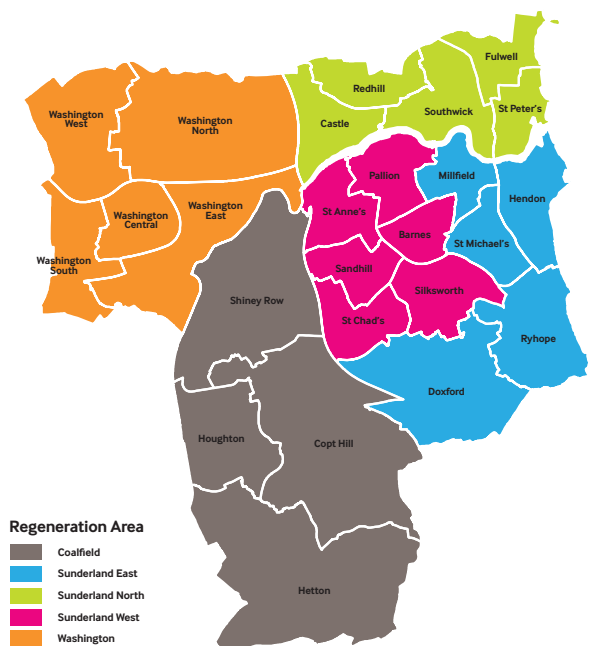 Fulwell
Redhill
St Peter's
Southwick
Castle
Washington
West
Washington
North
Pallion
Millfield
Hendon
St Anne's
Washington
East
Washington
Central
Barnes
St Michael's
Washington
South
Sandhill
Silksworth
Shiney Row
St Chad's
Ryhope
Doxford
Houghton
Copt Hill
Hetton
Regeneration Area
Coalfield
Sunderland East
Sunderland North
Sunderland West
Washington